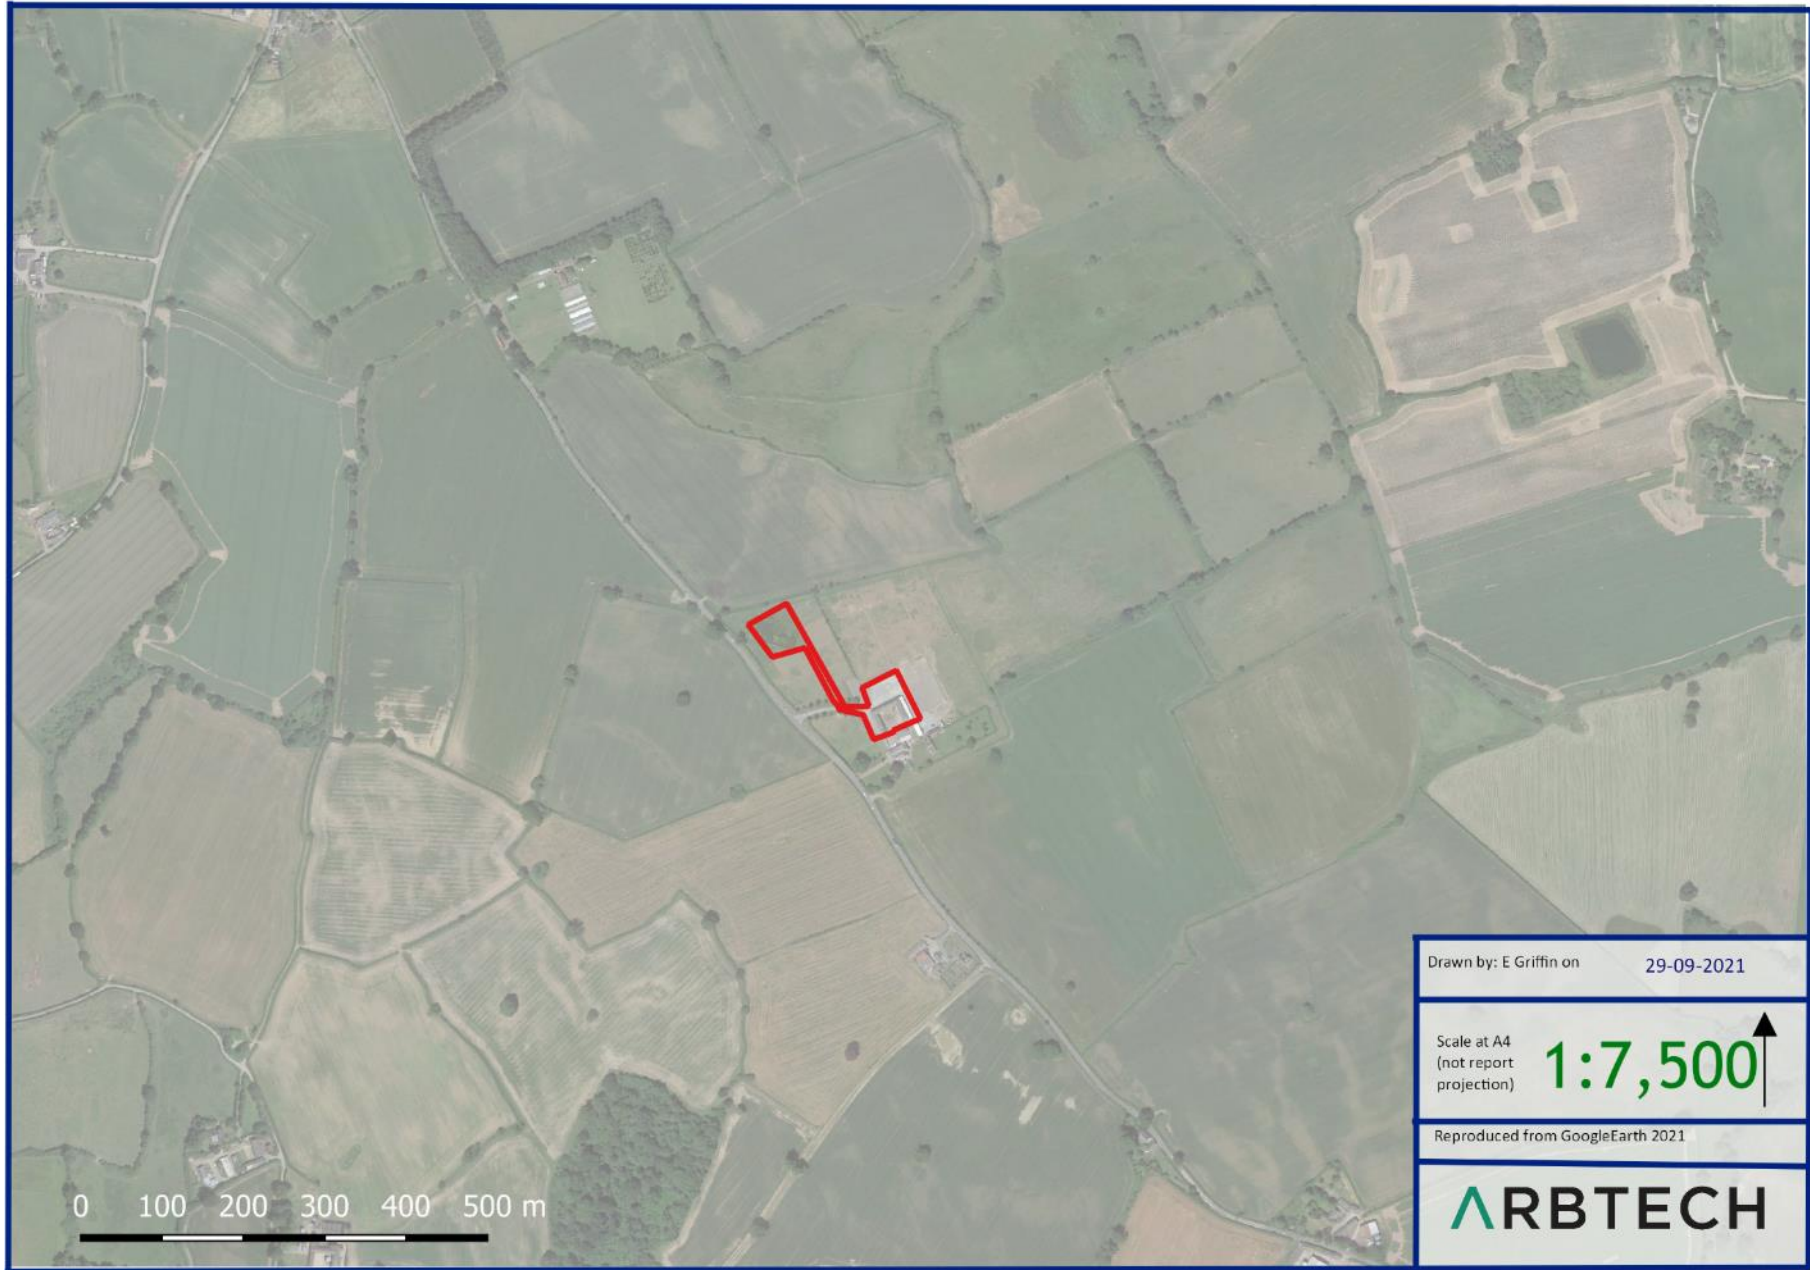 Drawn by: E Griffin on 29-09-2021
Scale at A4
(not report
projection)
1:7,500
Reproduced from GoogleEarth 2021
ARBTECH
0 100 200 300 400 500 m